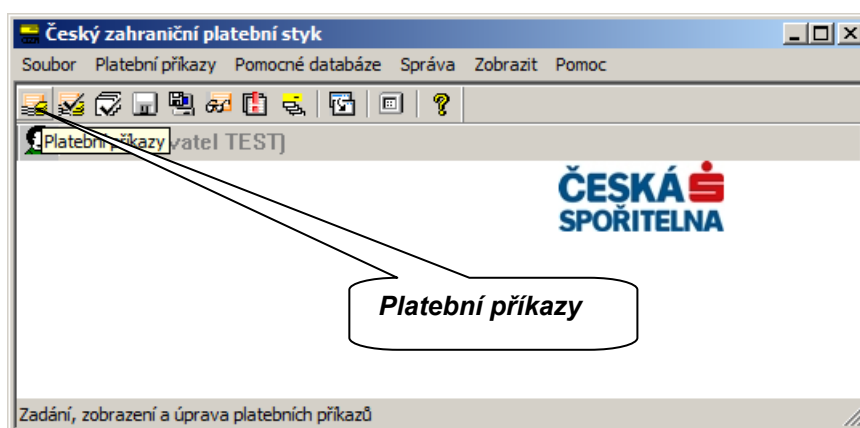 Český zahraniční platební styk
Soubor Platební příkazy Pomocné databáze Správa Zobrazit Pomoc
Platební příkazy vatel TEST)
ČESKÁ
SPOŘITELNA
Platební příkazy
Zadání, zobrazení a úprava platebních příkazů